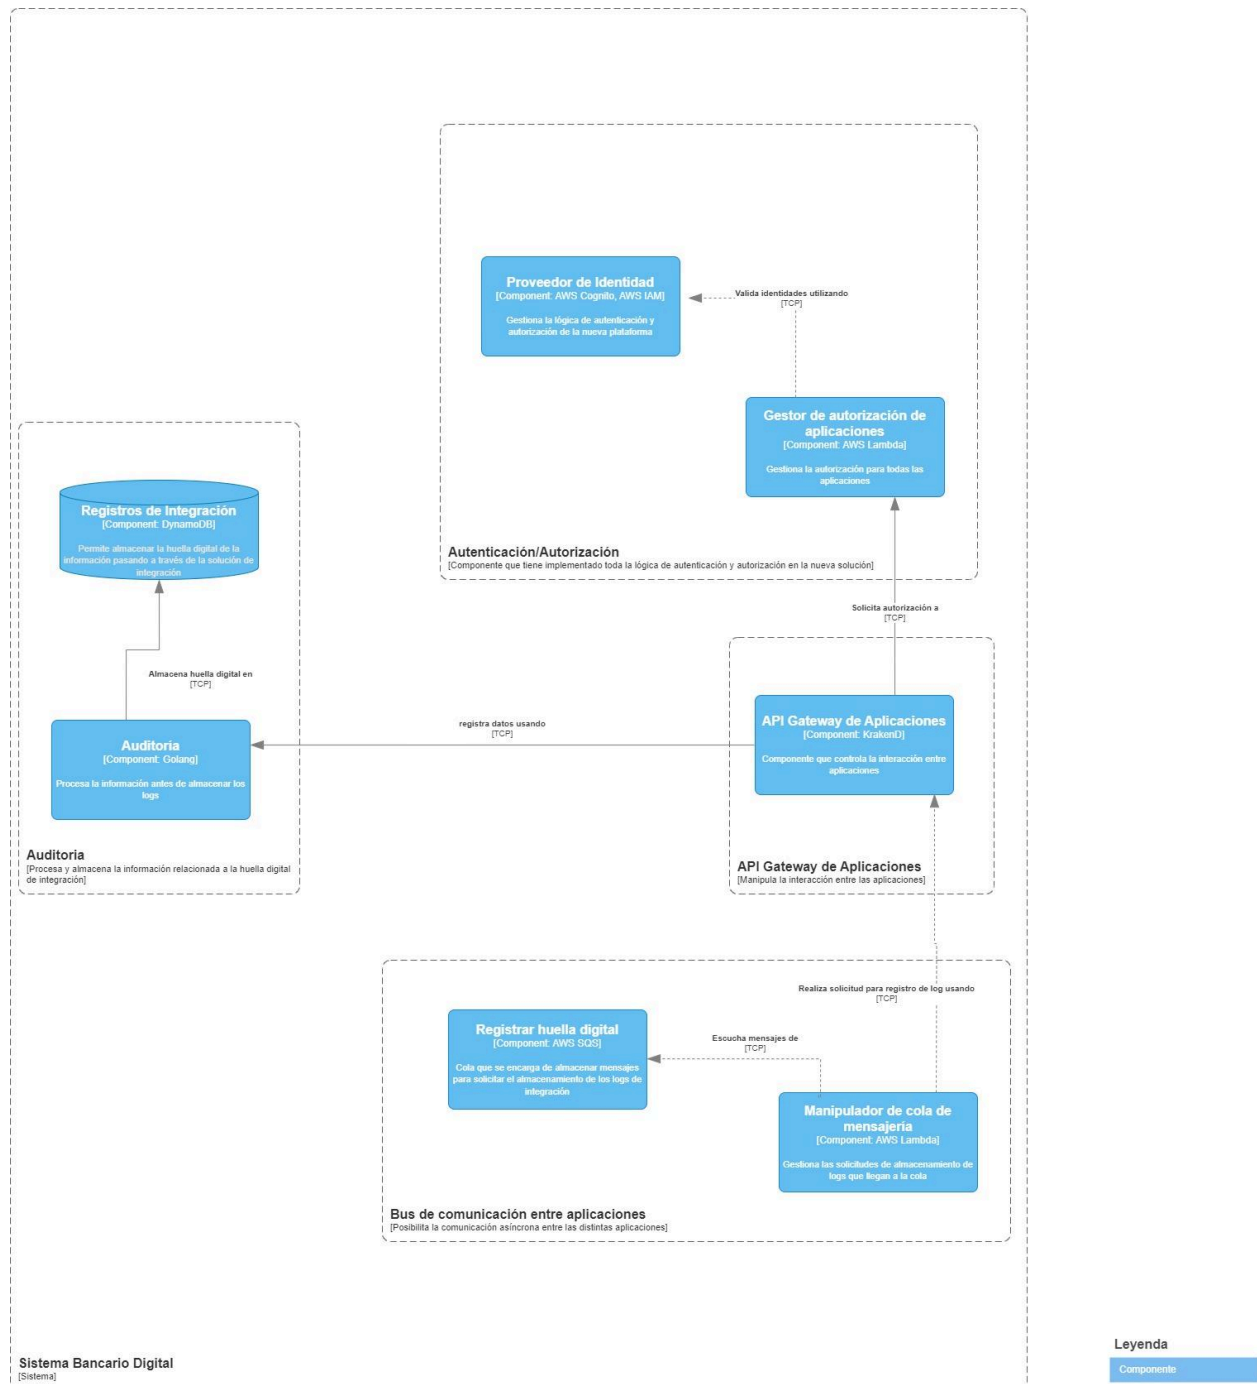 Proveedor de Identidad
[Component: AWS Cognito, AWS IAM]
Gestiona la lógica de autenticación y
autorización de la nueva plataforma
Valida identidades utilizando
[TCP]
Gestor de autorización de
aplicaciones
[Component: AWS Lambda]
Gestiona la autorización para todas las
aplicaciones
Autenticación/Autorización
[Componente que tiene implementado toda la lógica de autenticación y autorización en la nueva solución]
Registros de Integración
[Component: DynamoDB]
Permite almacenar la huella digital de la
información pasando a través de la solución de
integración
Solicita autorización a
[TCP]
Almacena huella digital en
[TCP]
Auditoria
[Component: Golang]
Procesa la información antes de almacenar los
logs
registra datos usando
[TCP]
API Gateway de Aplicaciones
[Component: KrakenD]
Componente que controla la interacción entre
aplicaciones
Auditoria
[Procesa y almacena la información relacionada a la huella digital
de integración]
API Gateway de Aplicaciones
[Manipula la interacción entre las aplicaciones]
Realiza solicitud para registro de log usando
[TCP]
Registrar huella digital
[Component: AWS SQS]
Cola que se encarga de almacenar mensajes
para solicitar el almacenamiento de los logs de
integración
Escucha mensajes de
[TCP]
Manipulador de cola de
mensajería
[Component: AWS Lambda]
Gestiona las solicitudes de almacenamiento de
logs que llegan a la cola
Bus de comunicación entre aplicaciones
[Posibilita la comunicación asíncrona entre las distintas aplicaciones]
Sistema Bancario Digital
[Sistema]
Leyenda
Componente